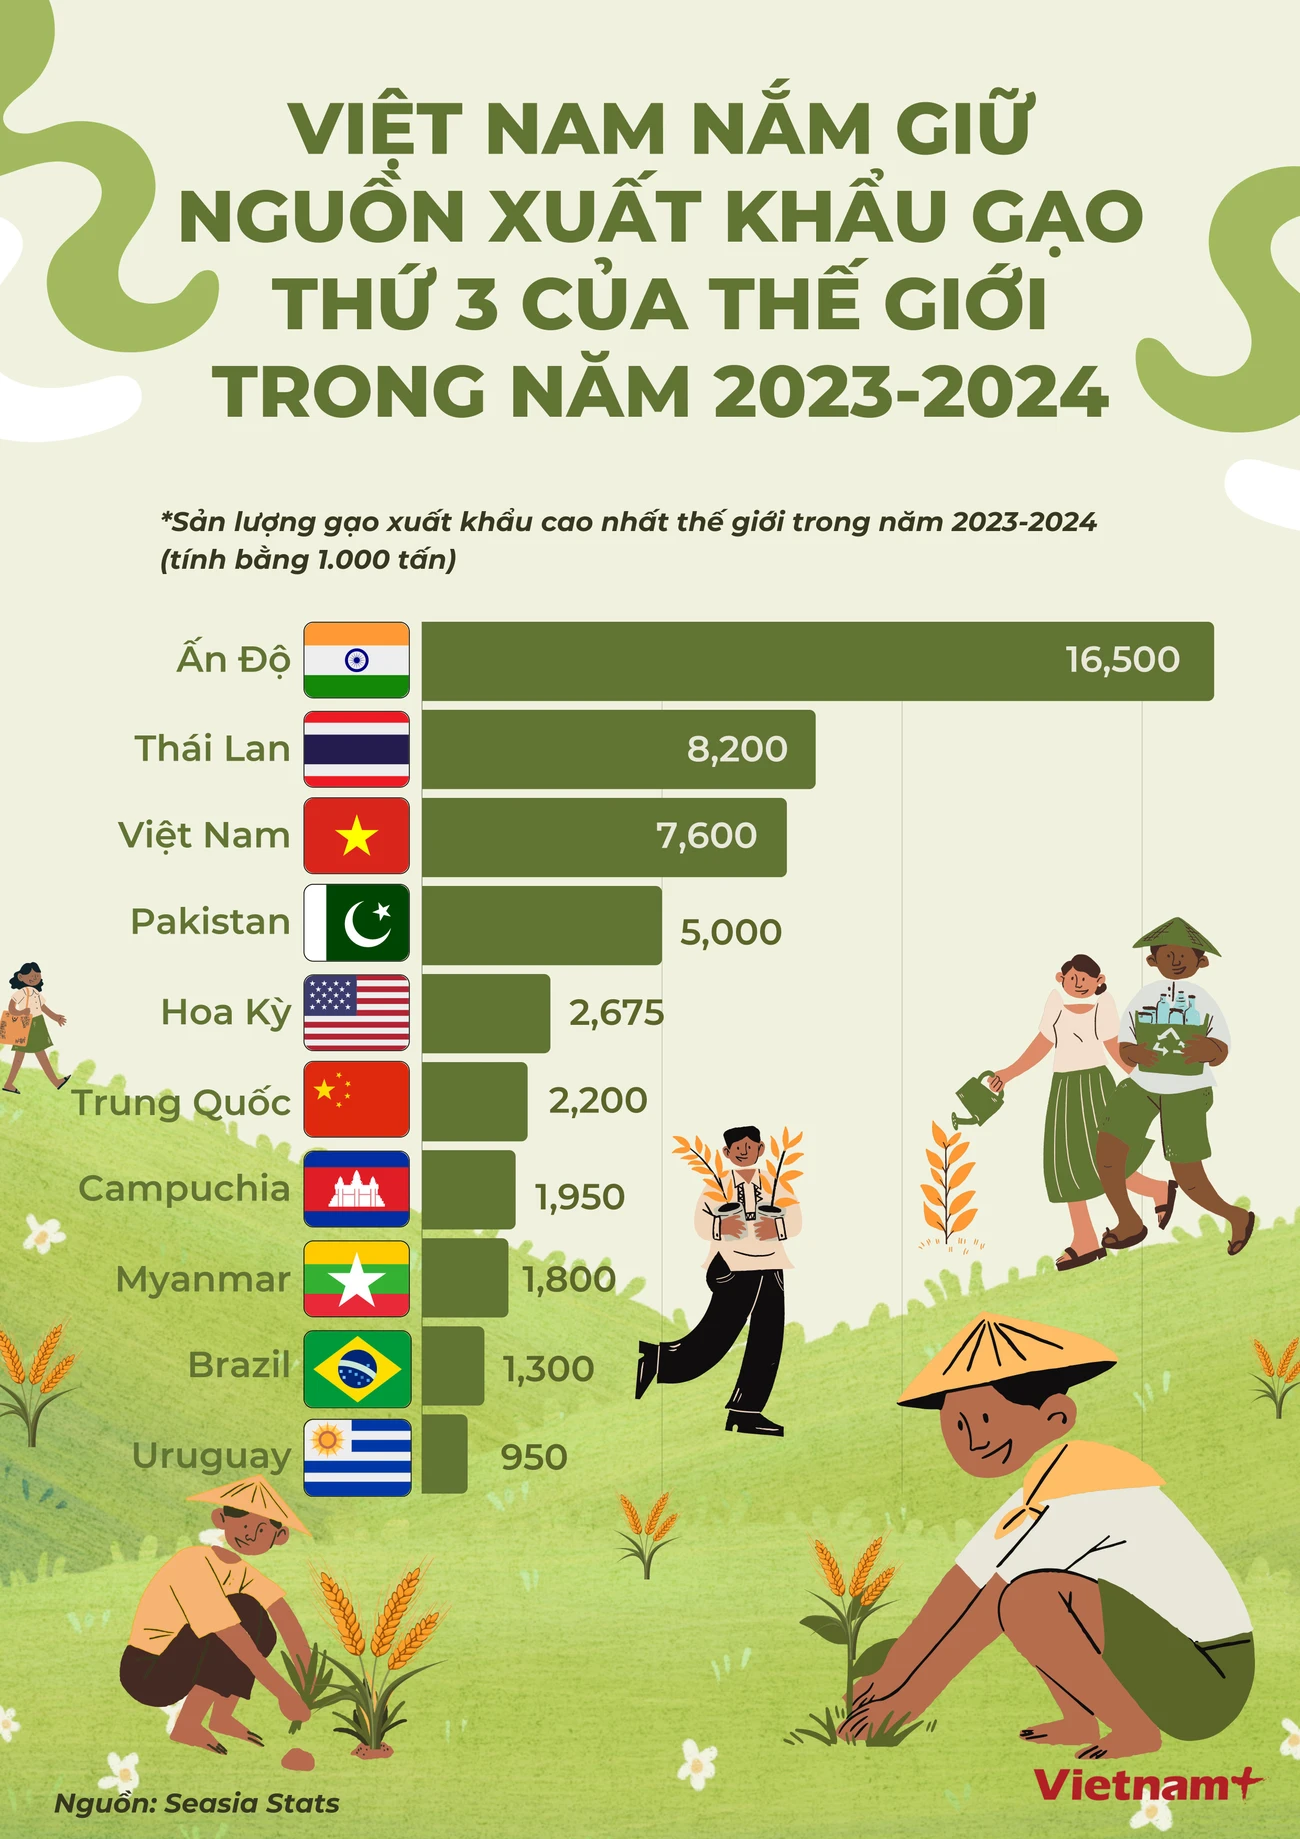 VIỆT NAM NẮM GIỮ
NGUỒN XUẤT KHẨU GẠO
THỨ 3 CỦA THẾ GIỚI
TRONG NĂM 2023-2024
*Sản lượng gạo xuất khẩu cao nhất thế giới trong năm 2023-2024
(tính bằng 1.000 tấn)
Ấn Độ 16,500
Thái Lan 8,200
Việt Nam 7,600
Pakistan 5,000
Hoa Kỳ 2,675
Trung Quốc 2,200
Campuchia 1,950
Myanmar 1,800
Brazil 1,300
Uruguay 950
Nguồn: Seasia Stats
Vietnam+